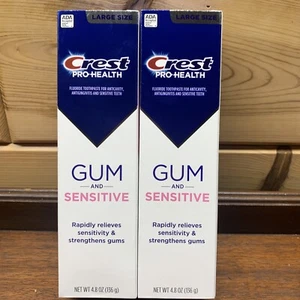 ADA
LARGE SIZE
Crest
PRO-HEALTH
FLUORIDE TOOTHPASTE FOR ANTICAVITY,
ANTIGINGIVITIS AND SENSITIVE TEETH
GUM
AND
SENSITIVE
Rapidly relieves
sensitivity &
strengthens gums
NET WT 4.8 OZ (136 g)
ADA
LARGE SIZE
Crest
PRO-HEALTH
FLUORIDE TOOTHPASTE FOR ANTICAVITY,
ANTIGINGIVITIS AND SENSITIVE TEETH
GUM
AND
SENSITIVE
Rapidly relieves
sensitivity &
strengthens gums
NET WT 4.8 OZ (136 g)